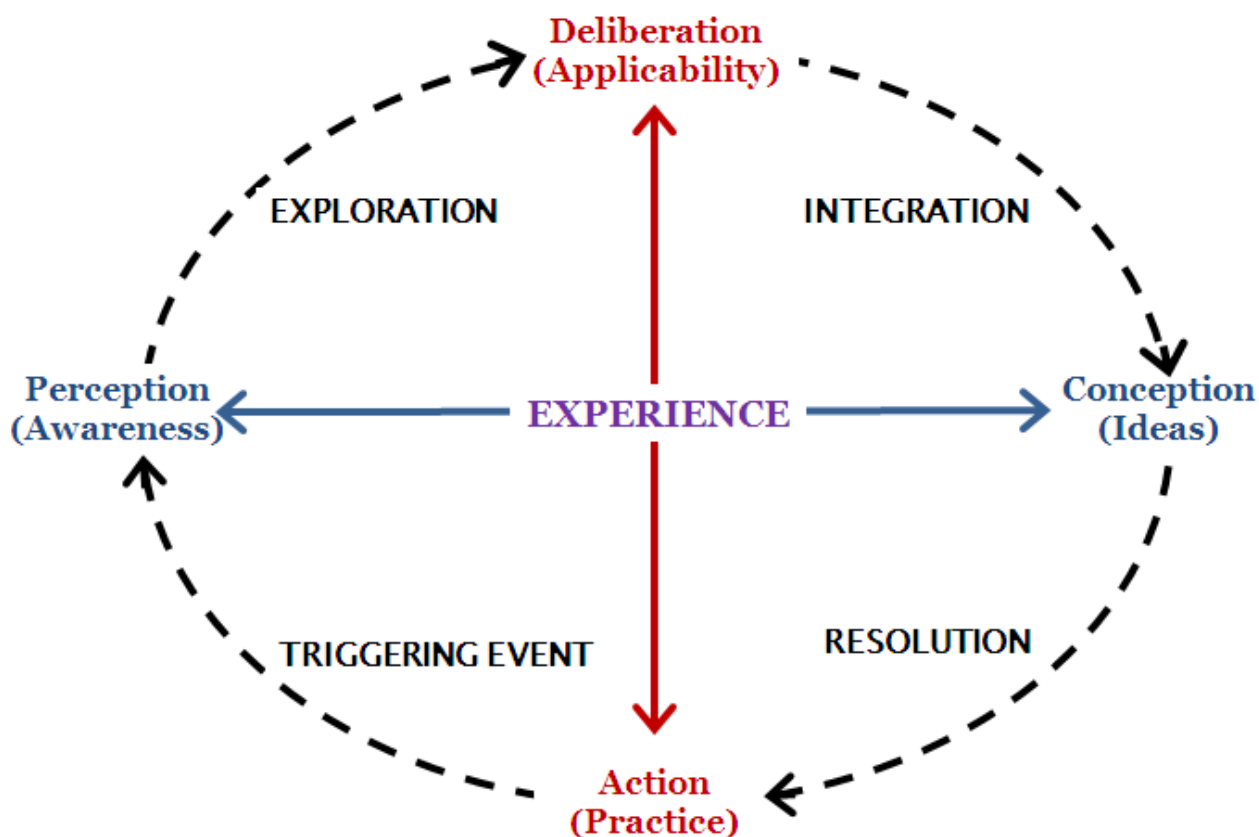 Deliberation
(Applicability)
EXPLORATION
INTEGRATION
Perception
(Awareness)
EXPERIENCE
Conception
(Ideas)
TRIGGERING EVENT
RESOLUTION
Action
(Practice)